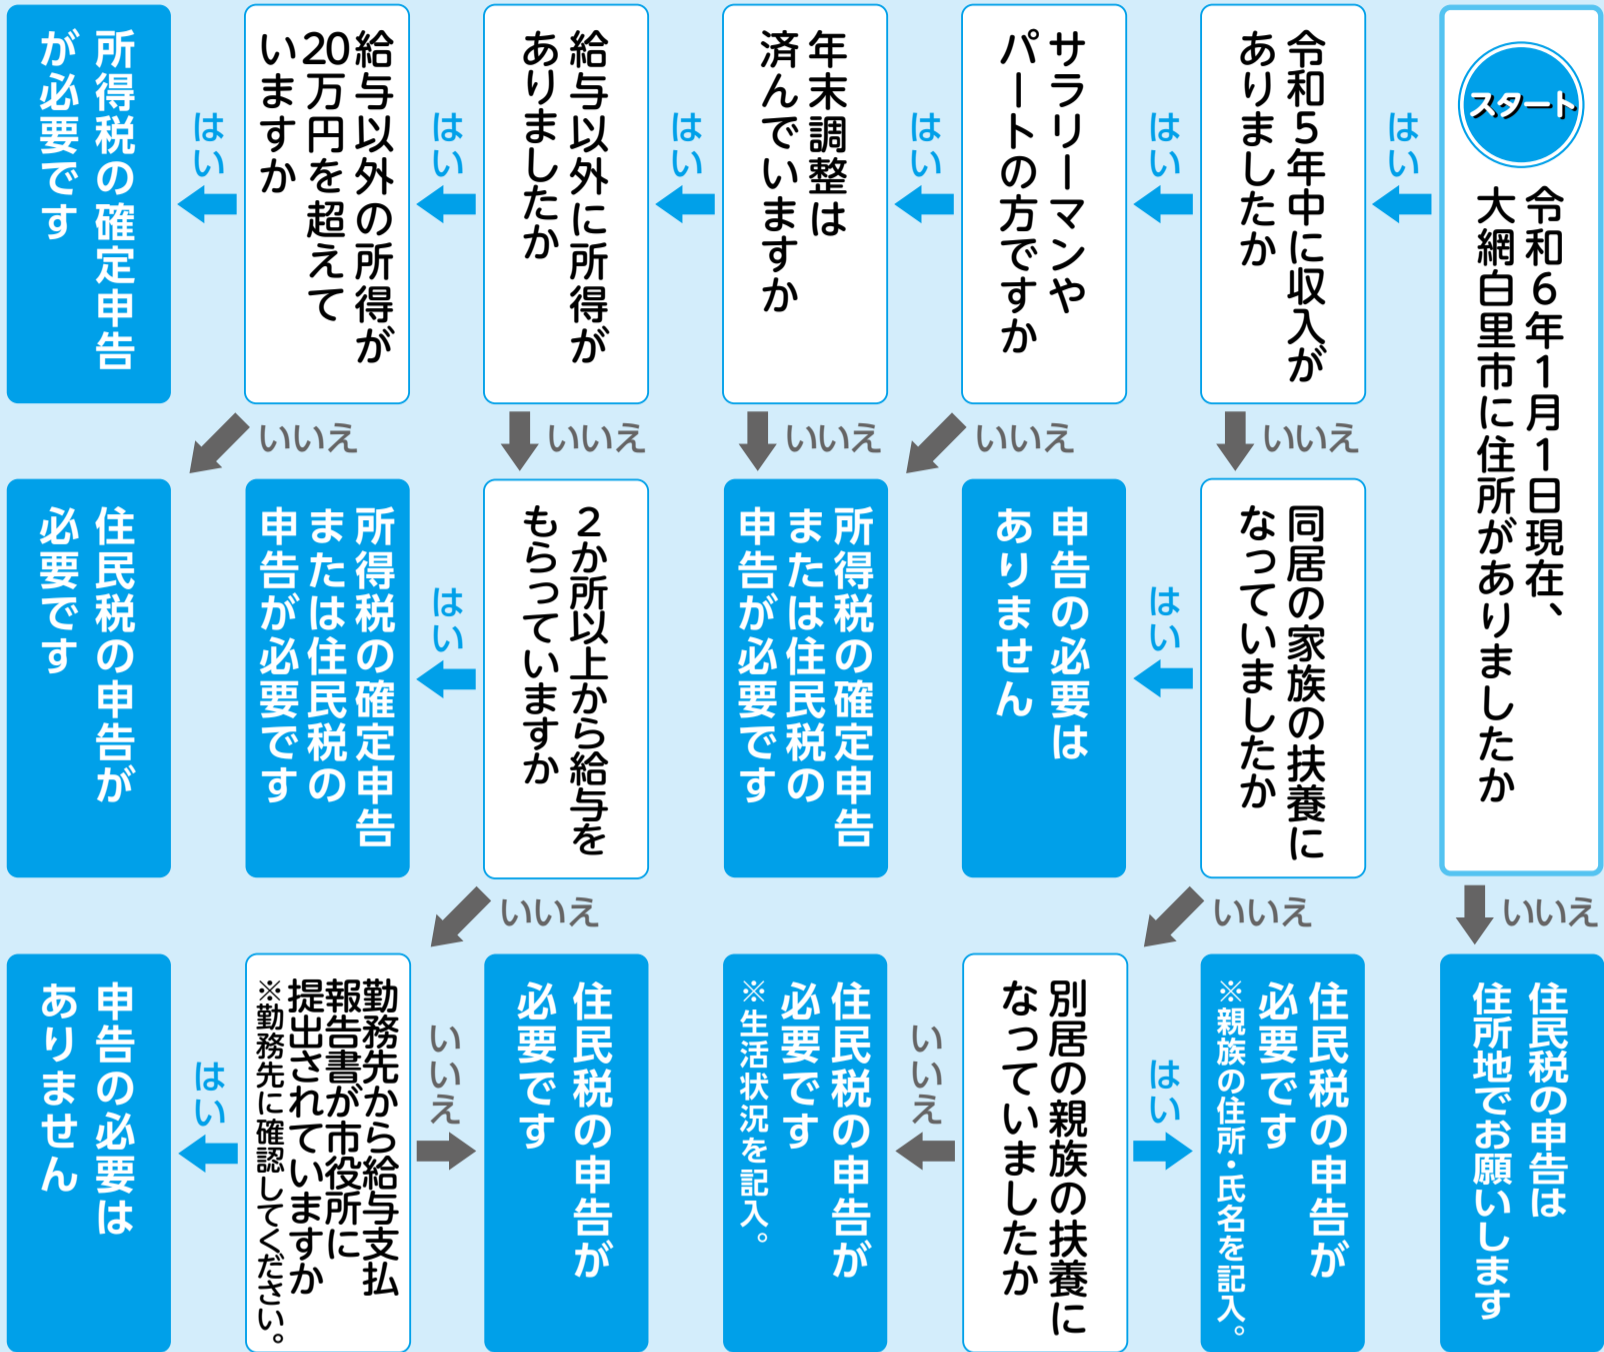 スタート
令和6年1月1日現在、
大網白里市に住所がありましたか
はい
いいえ
住民税の申告は
住所地でお願いします
令和5年中に収入が
ありましたか
はい
いいえ
同居の家族の扶養に
なっていましたか
はい
いいえ
住民税の申告が
必要です
※親族の住所・氏名を記入。
サラリーマンや
パートの方ですか
はい
いいえ
申告の必要は
ありません
はい
別居の親族の扶養に
なっていましたか
いいえ
年末調整は
済んでいますか
はい
いいえ
所得税の確定申告
または住民税の
申告が必要です
住民税の申告が
必要です
※生活状況を記入。
給与以外に所得が
ありましたか
はい
いいえ
2か所以上から給与を
もらっていますか
はい
いいえ
住民税の申告が
必要です
いいえ
給与以外の所得が
20万円を超えて
いますか
はい
いいえ
所得税の確定申告
または住民税の
申告が必要です
勤務先から給与支払
報告書が市役所に
提出されていますか
※勤務先に確認してください。
はい
所得税の確定申告
が必要です
住民税の申告が
必要です
申告の必要は
ありません